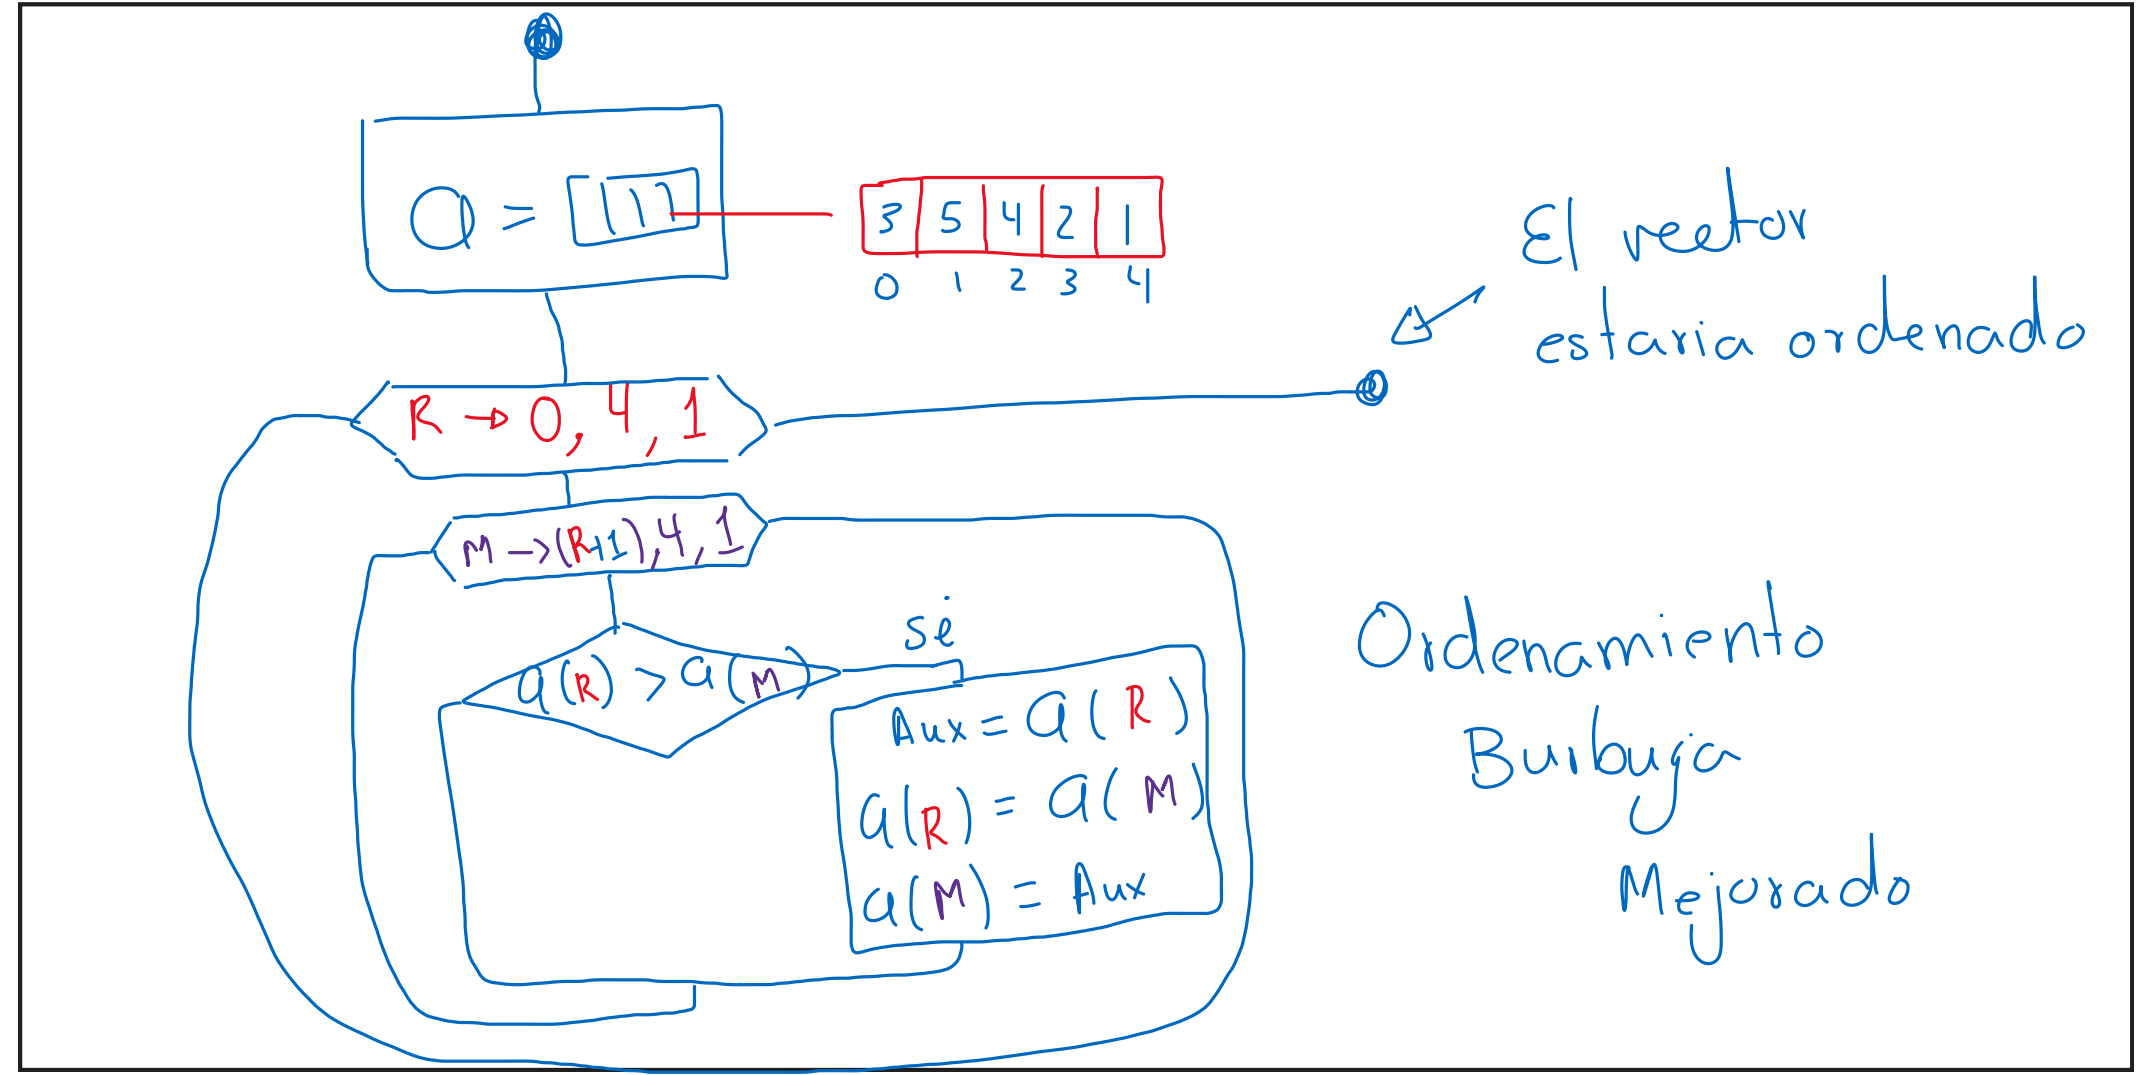 a = []
3 5 4 2 1
0 1 2 3 4
El vector
estaria ordenado
R → 0, 4, 1
M → (R+1), 4, 1
si
a(R) > a(M)
Aux = a(R)
a(R) = a(M)
a(M) = Aux
Ordenamiento
Burbuja
Mejorado